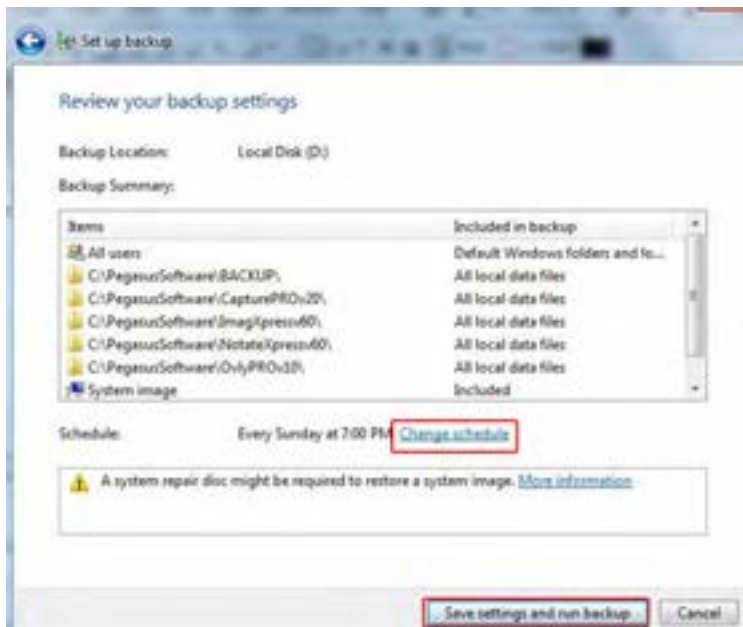 Set up backup
Review your backup settings
Backup Location: Local Disk (D:)
Backup Summary:
Items Included in backup
All users Default Windows folders and fo...
C:\PegasusSoftware\BACKUP\ All local data files
C:\PegasusSoftware\CapturePROv20\ All local data files
C:\PegasusSoftware\ImagXpressv60\ All local data files
C:\PegasusSoftware\NotateXpressv60\ All local data files
C:\PegasusSoftware\OvlyPROv10\ All local data files
System image Included
Schedule: Every Sunday at 7:00 PM Change schedule
A system repair disc might be required to restore a system image. More information
Save settings and run backup Cancel